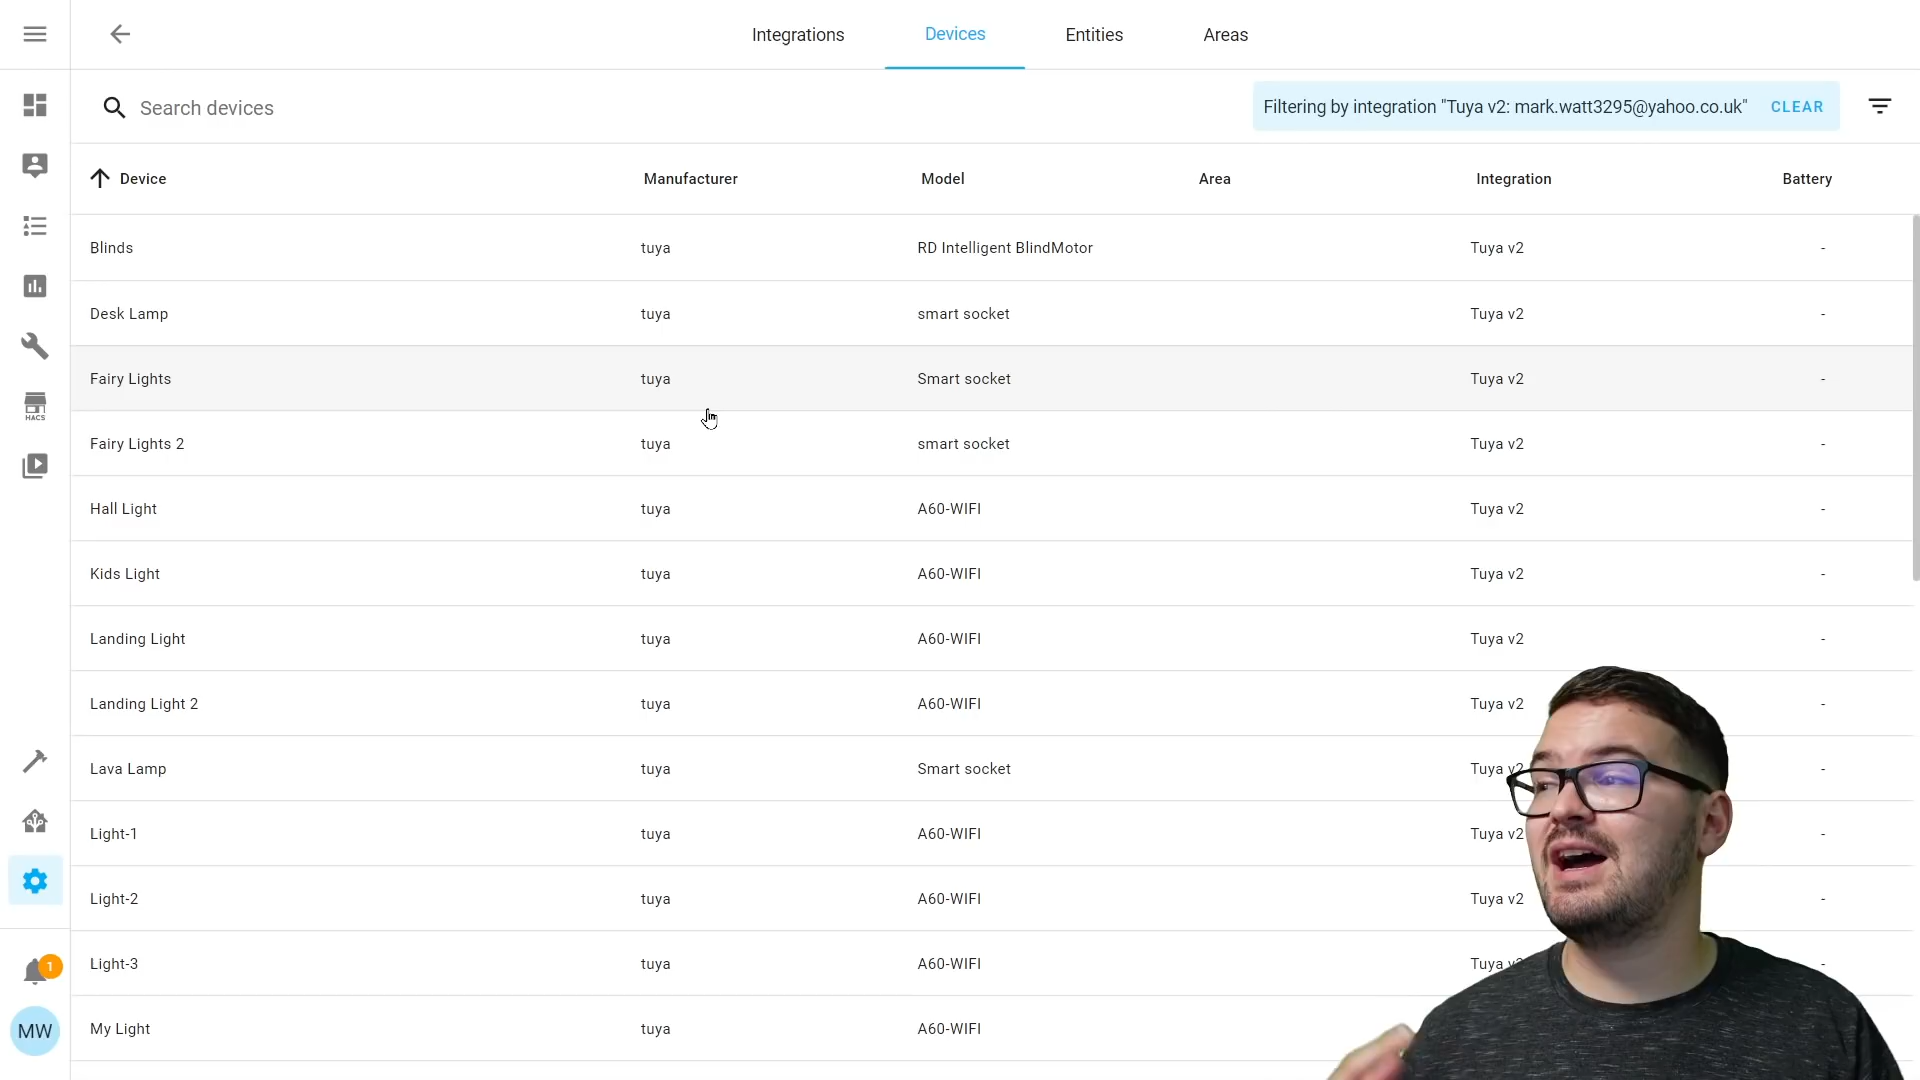 Integrations Devices Entities Areas
Search devices Filtering by integration "Tuya v2: mark.watt3295@yahoo.co.uk" CLEAR
Device Manufacturer Model Area Integration Battery
Blinds tuya RD Intelligent BlindMotor Tuya v2 -
Desk Lamp tuya smart socket Tuya v2 -
Fairy Lights tuya Smart socket Tuya v2 -
Fairy Lights 2 tuya smart socket Tuya v2 -
HACS
Hall Light tuya A60-WIFI Tuya v2 -
Kids Light tuya A60-WIFI Tuya v2 -
Landing Light tuya A60-WIFI Tuya v2 -
Landing Light 2 tuya A60-WIFI Tuya v2 -
Lava Lamp tuya Smart socket Tuya v2 -
Light-1 tuya A60-WIFI Tuya v2 -
Light-2 tuya A60-WIFI Tuya v2 -
Light-3 tuya A60-WIFI Tuya v2 -
1
My Light tuya A60-WIFI
MW